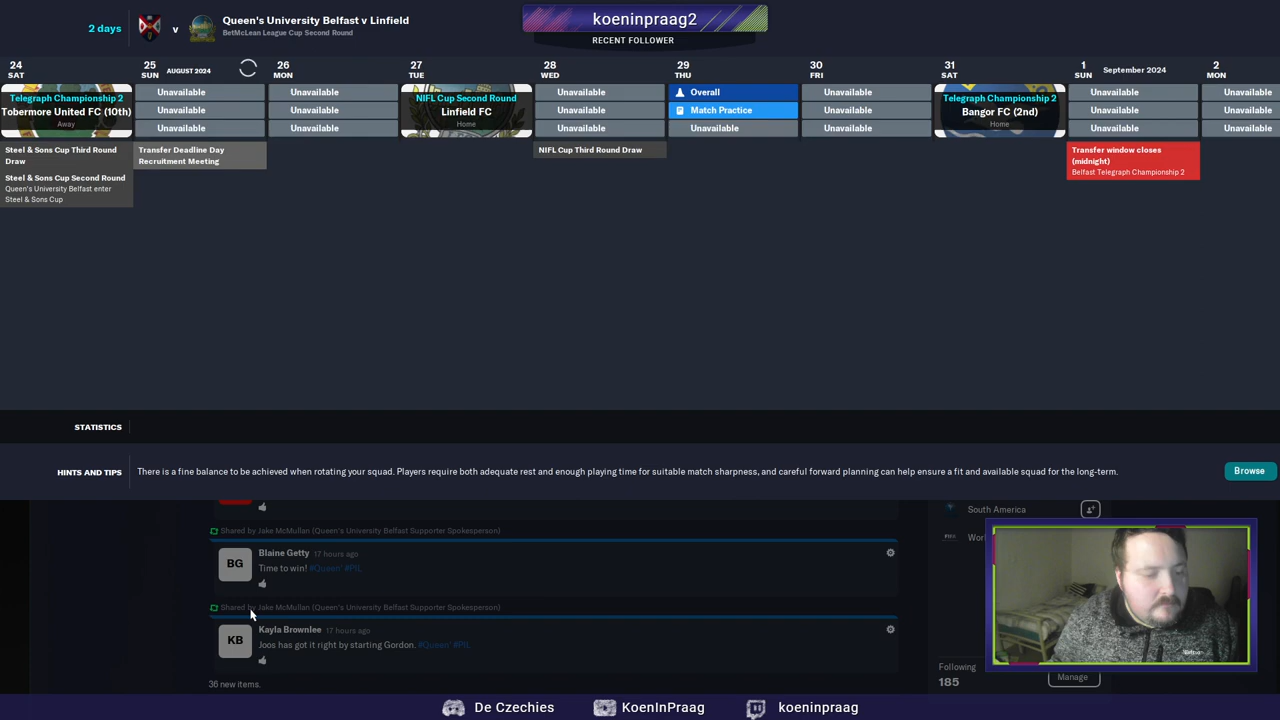 2 days
v
Queen's University Belfast v Linfield
BetMcLean League Cup Second Round
koeninpraag2
RECENT FOLLOWER
24
SAT
25
SUN
AUGUST 2024
26
MON
27
TUE
28
WED
29
THU
30
FRI
31
SAT
1
SUN
September 2024
2
MON
Telegraph Championship 2
Tobermore United FC (10th)
Away
Unavailable
Unavailable
Unavailable
Unavailable
Unavailable
Unavailable
NIFL Cup Second Round
Linfield FC
Home
Unavailable
Unavailable
Unavailable
Overall
Match Practice
Unavailable
Unavailable
Unavailable
Unavailable
Telegraph Championship 2
Bangor FC (2nd)
Home
Unavailable
Unavailable
Unavailable
Unavailable
Unavailable
Unavailable
Steel & Sons Cup Third Round
Draw
Steel & Sons Cup Second Round
Queen's University Belfast enter
Steel & Sons Cup
Transfer Deadline Day
Recruitment Meeting
NIFL Cup Third Round Draw
Transfer window closes
(midnight)
Belfast Telegraph Championship 2
STATISTICS
HINTS AND TIPS
There is a fine balance to be achieved when rotating your squad. Players require both adequate rest and enough playing time for suitable match sharpness, and careful forward planning can help ensure a fit and available squad for the long-term.
Browse
South America
Shared by Jake McMullan (Queen's University Belfast Supporter Spokesperson)
BG
Blaine Getty 17 hours ago
Time to win! #Queen' #PIL
Shared by Jake McMullan (Queen's University Belfast Supporter Spokesperson)
KB
Kayla Brownlee 17 hours ago
Joos has got it right by starting Gordon. #Queen' #PIL
36 new items.
Following
185
Manage
De Czechies
KoenInPraag
koeninpraag